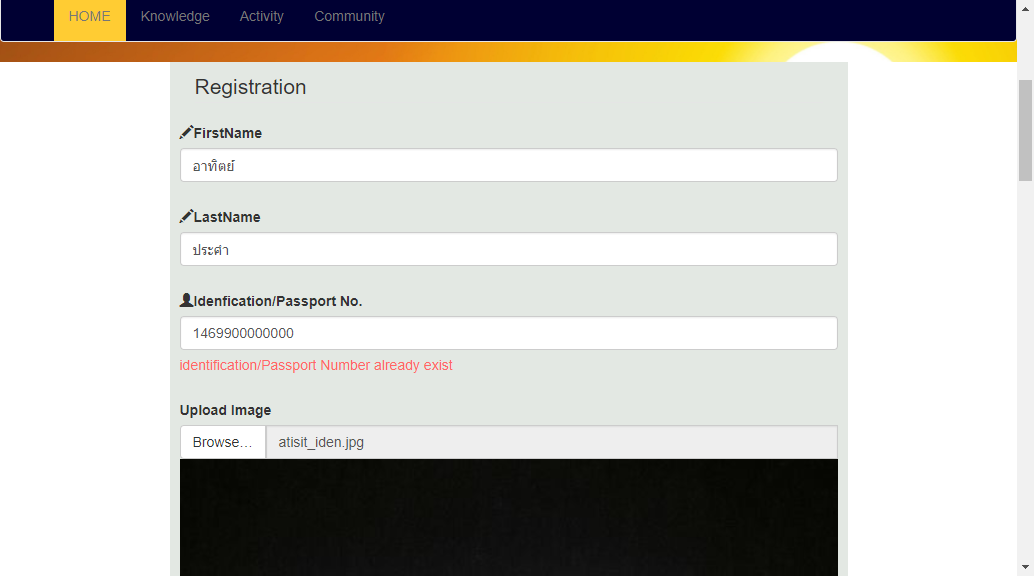 HOME Knowledge Activity Community
Registration
FirstName
อาทิตย์
LastName
ประคำ
Idenfication/Passport No.
1469900000000
identification/Passport Number already exist
Upload Image
Browse... atisit_iden.jpg